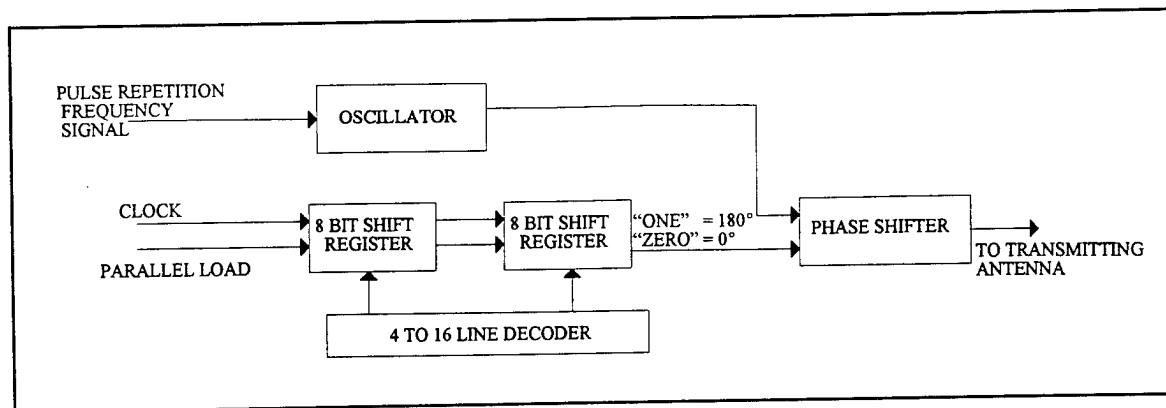 PULSE REPETITION
FREQUENCY
SIGNAL
OSCILLATOR
CLOCK
PARALLEL LOAD
8 BIT SHIFT
REGISTER
8 BIT SHIFT
REGISTER
“ONE” = 180°
“ZERO” = 0°
PHASE SHIFTER
TO TRANSMITTING
ANTENNA
4 TO 16 LINE DECODER